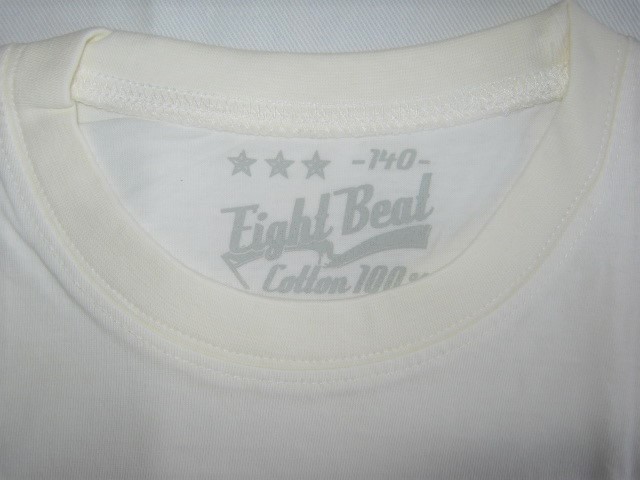 ★★★ -140-
Eight Beat
Cotton 100%